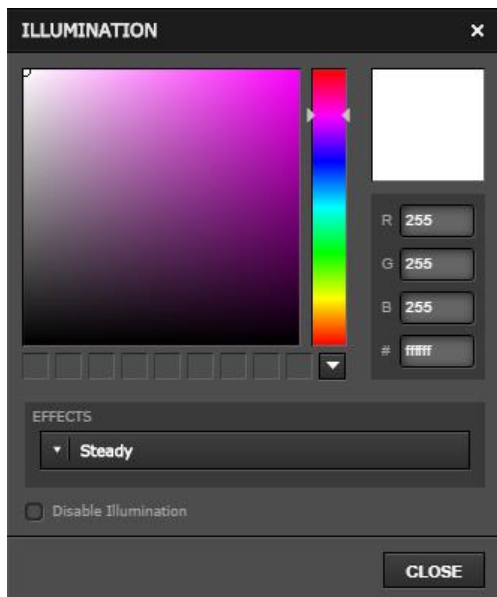 ILLUMINATION
R 255
G 255
B 255
# ffffff
EFFECTS
Steady
Disable Illumination
CLOSE